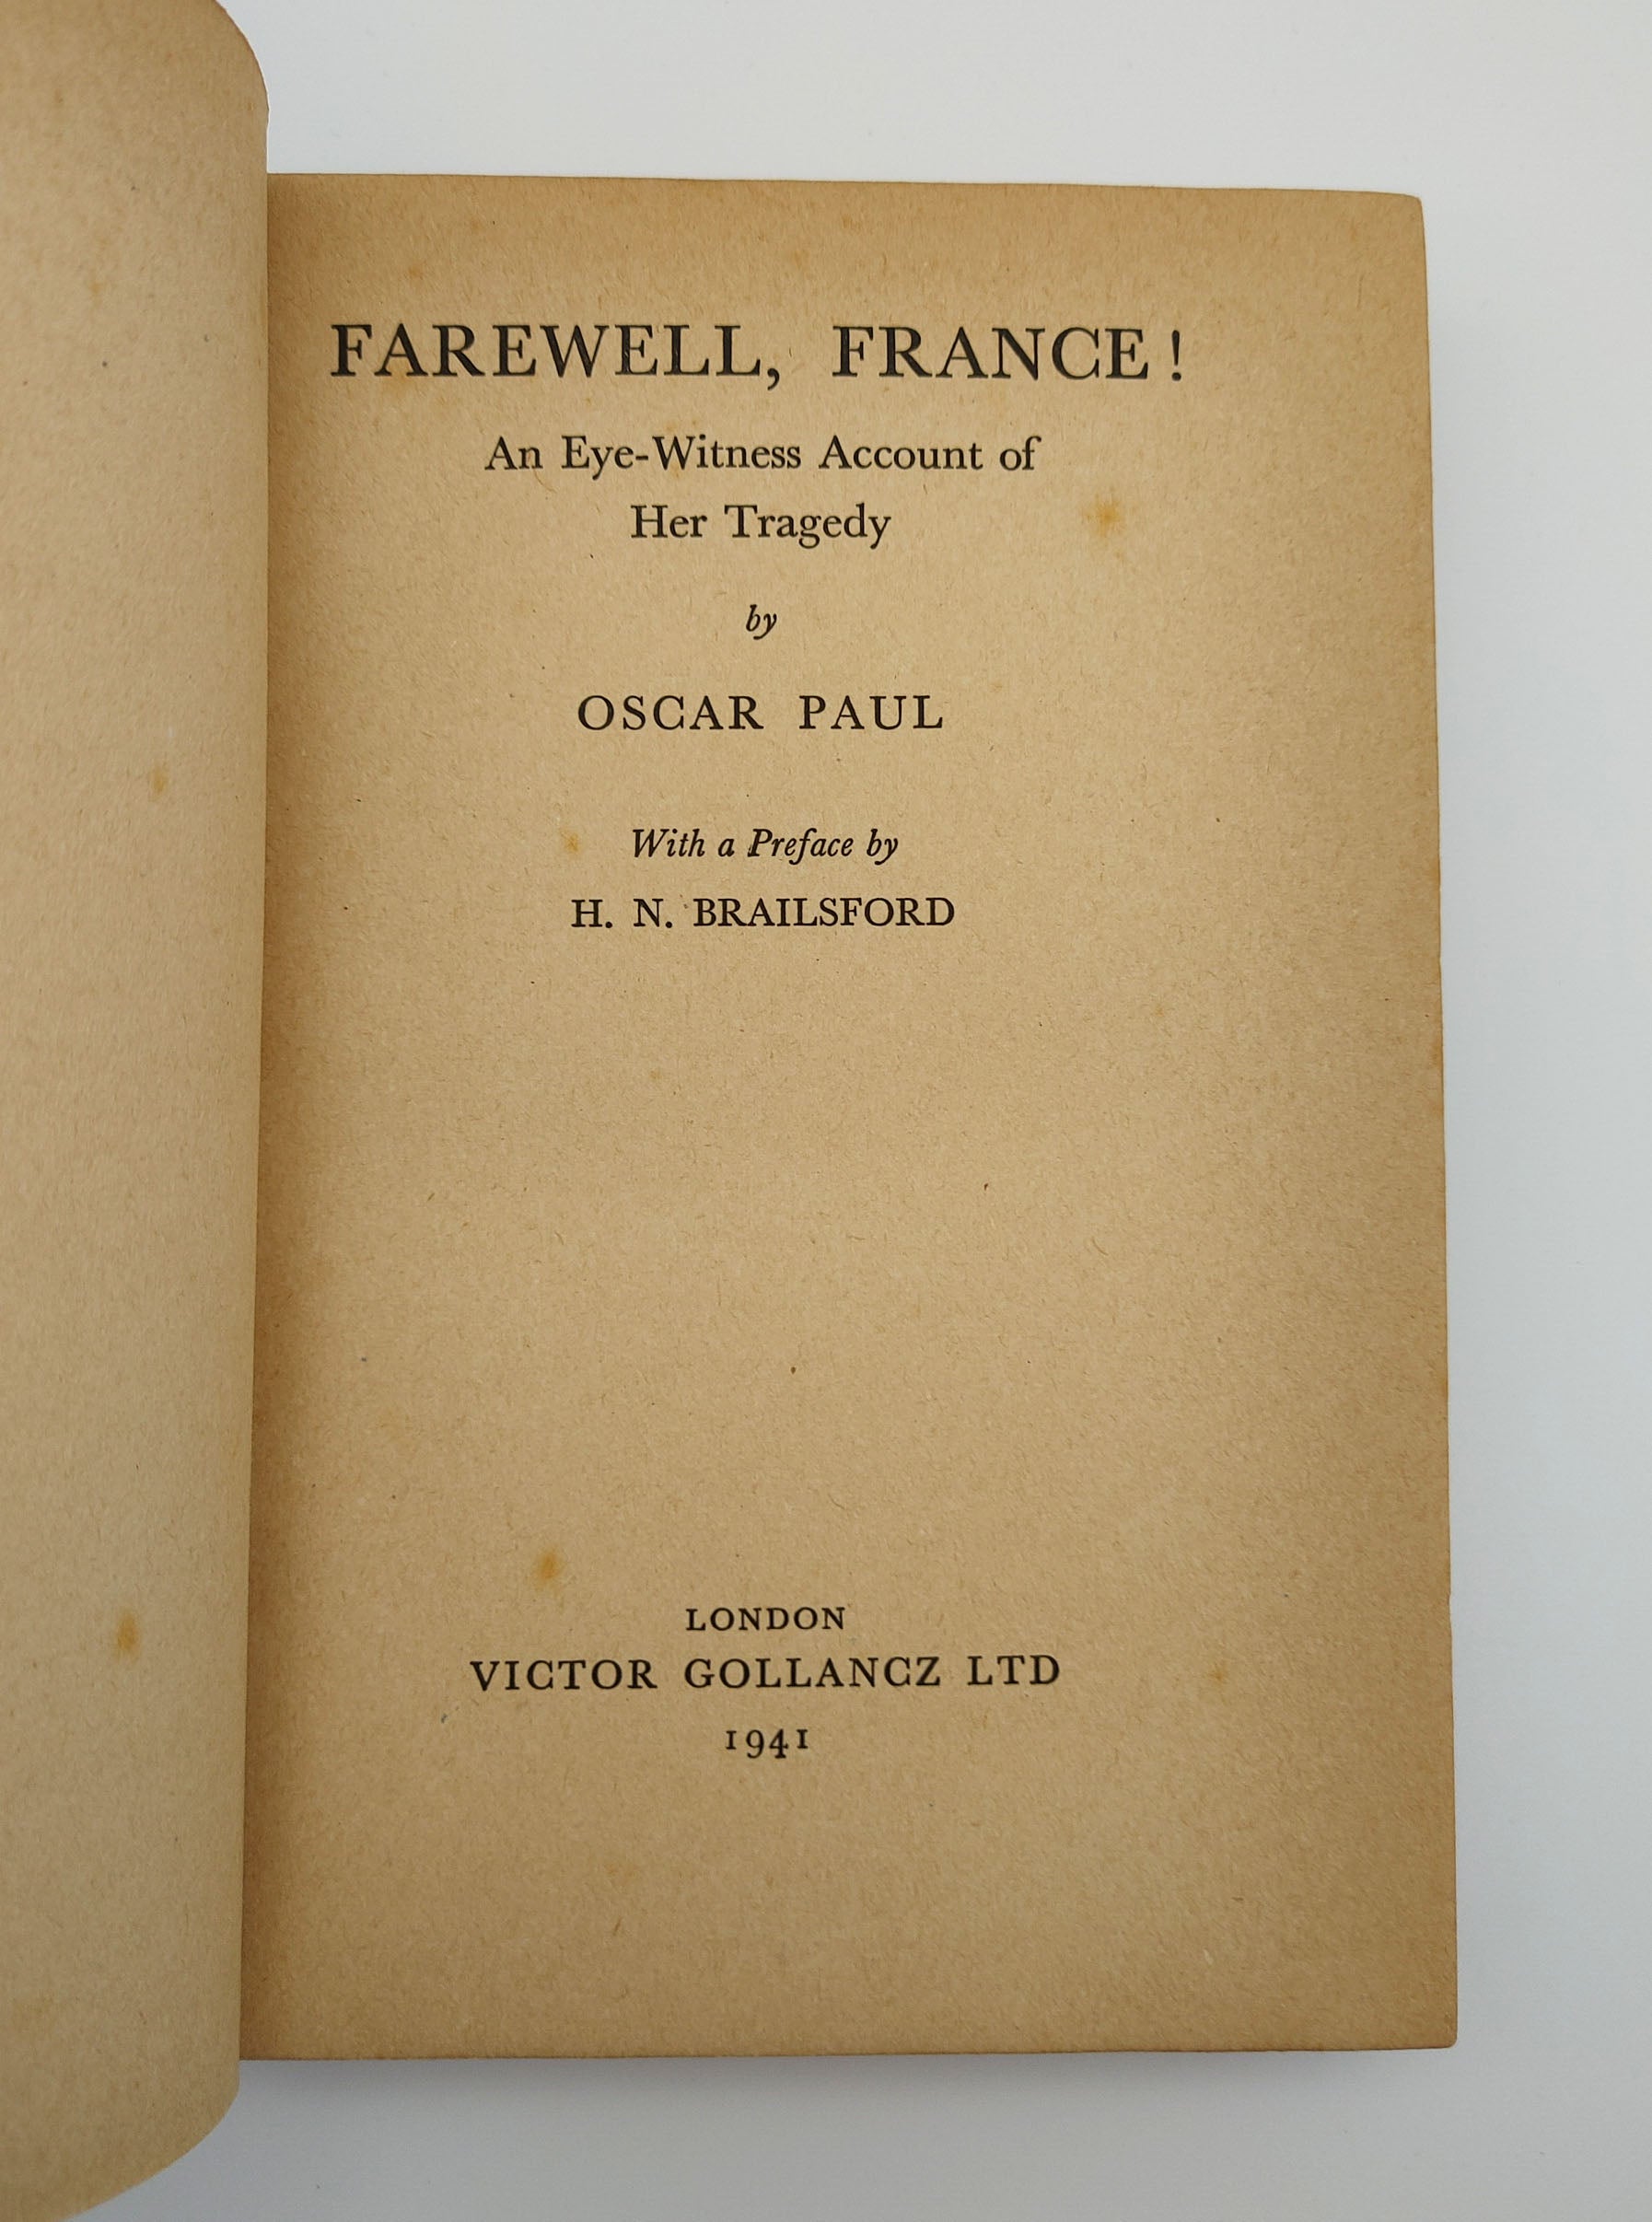 FAREWELL, FRANCE!
An Eye-Witness Account of
Her Tragedy
by
OSCAR PAUL
With a Preface by
H. N. BRAILSFORD
LONDON
VICTOR GOLLANCZ LTD
1941